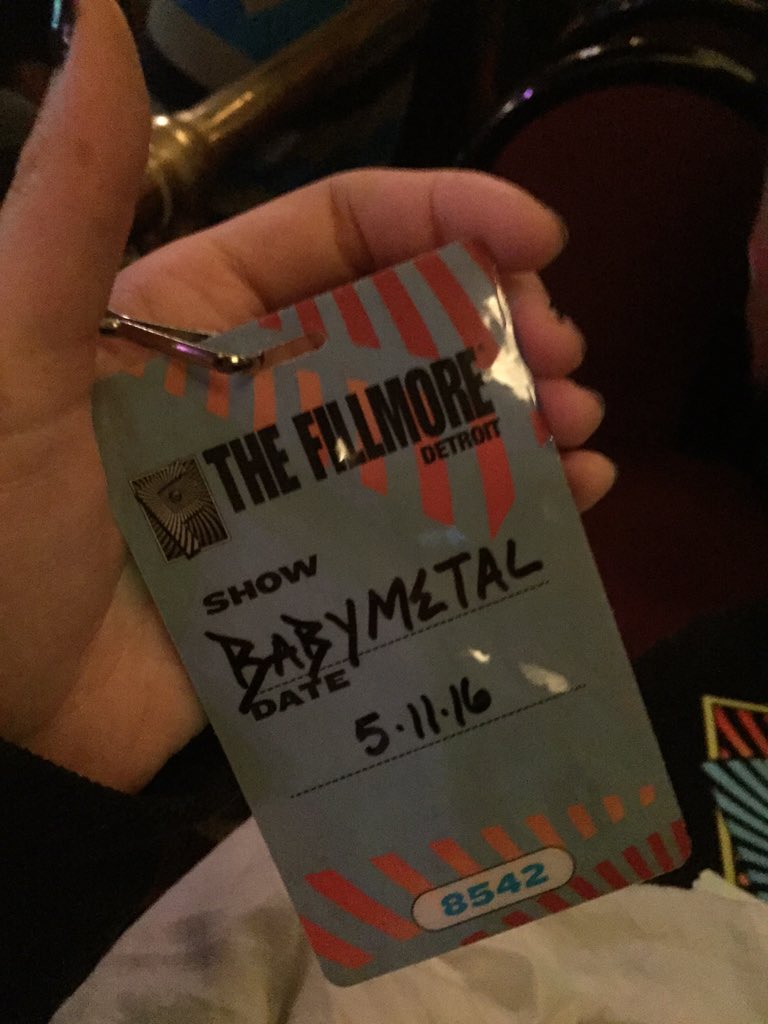 THE FILLMORE
DETROIT
SHOW
BABYMETAL
DATE
5·11·16
8542